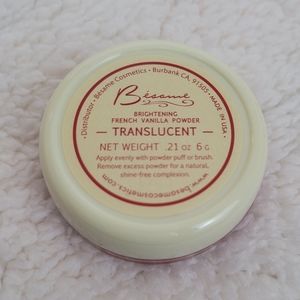 Distributor • Bésame Cosmetics • Burbank CA, 91505 • MADE IN USA •
Bésame
BRIGHTENING
FRENCH VANILLA POWDER
— TRANSLUCENT —
NET WEIGHT .21 oz 6 G.
Apply evenly with powder puff or brush.
Remove excess powder for a natural,
shine-free complexion.
www.besamecosmetics.com